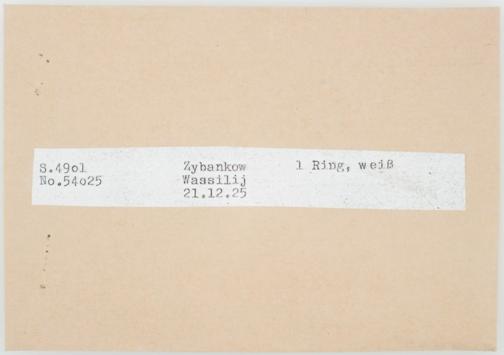 S.49o1 Zybankow 1 Ring, weiß
No.54o25 Wassilij
21.12.25